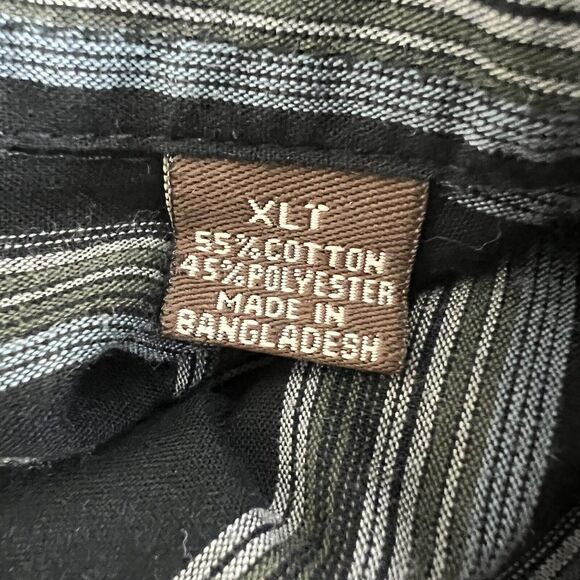 XLT
55% COTTON
45% POLYESTER
MADE IN
BANGLADESH